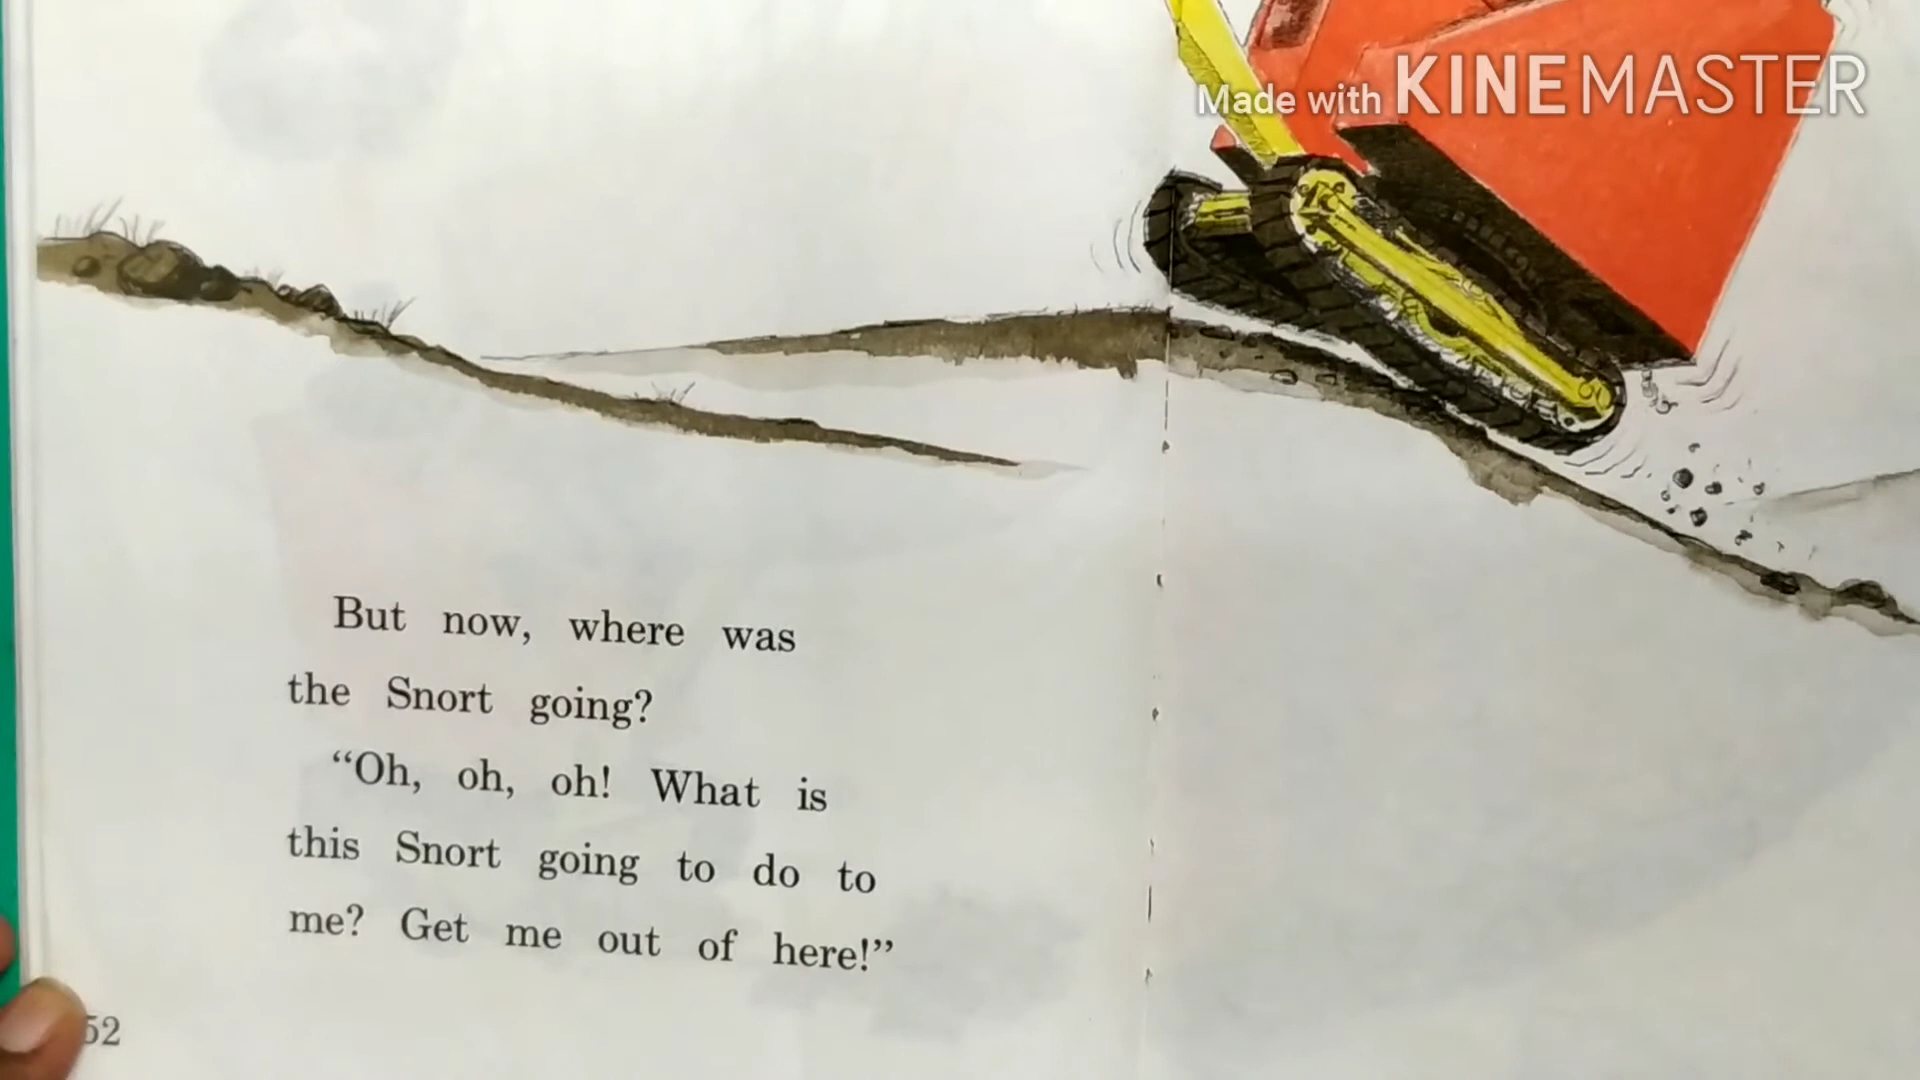 Made with KINEMASTER
But now, where was
the Snort going?
“Oh, oh, oh! What is
this Snort going to do to
me? Get me out of here!”
52